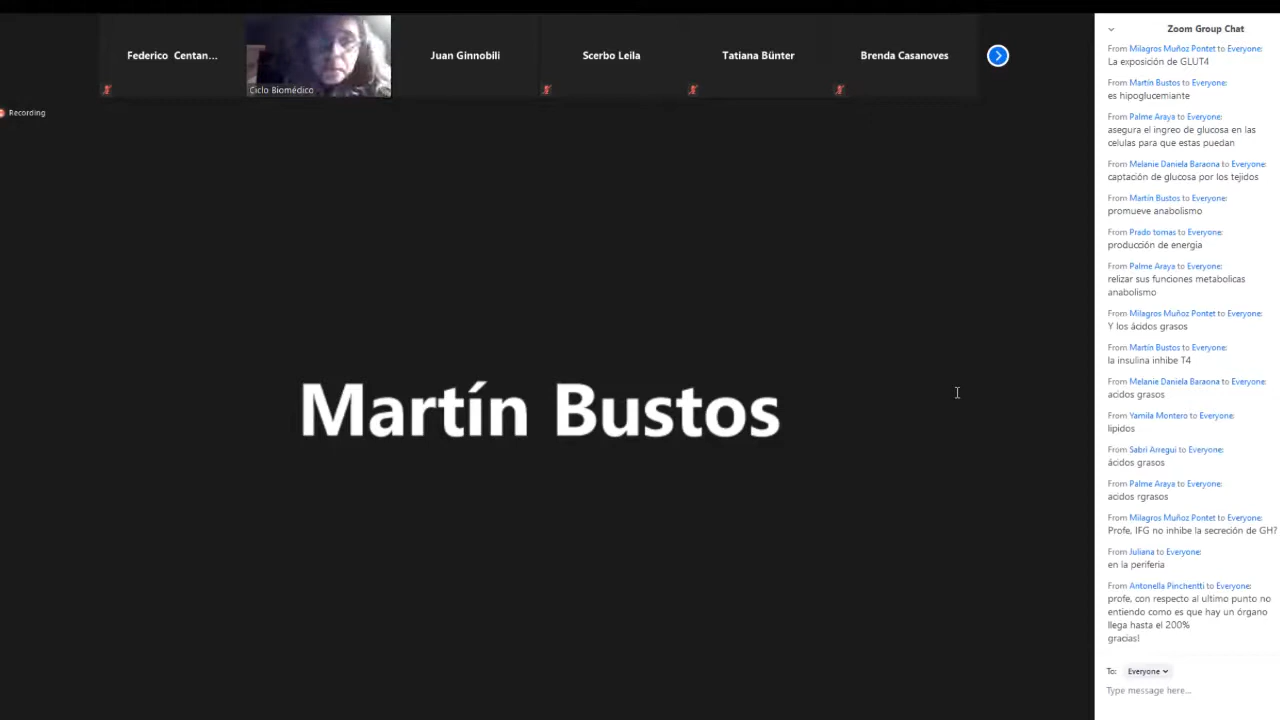 Federico Centan...
Ciclo Biomédico
Juan Ginnobili
Scerbo Leila
Tatiana Bünter
Brenda Casanoves
Recording
Martín Bustos
Zoom Group Chat
From Milagros Muñoz Pontet to Everyone:
La exposición de GLUT4
From Martín Bustos to Everyone:
es hipoglucemiante
From Palme Araya to Everyone:
asegura el ingreo de glucosa en las
celulas para que estas puedan
From Melanie Daniela Baraona to Everyone:
captación de glucosa por los tejidos
From Martín Bustos to Everyone:
promueve anabolismo
From Prado tomas to Everyone:
producción de energia
From Palme Araya to Everyone:
relizar sus funciones metabolicas
anabolismo
From Milagros Muñoz Pontet to Everyone:
Y los ácidos grasos
From Martín Bustos to Everyone:
la insulina inhibe T4
From Melanie Daniela Baraona to Everyone:
acidos grasos
From Yamila Montero to Everyone:
lipidos
From Sabri Arregui to Everyone:
ácidos grasos
From Palme Araya to Everyone:
acidos rgrasos
From Milagros Muñoz Pontet to Everyone:
Profe, IFG no inhibe la secreción de GH?
From Juliana to Everyone:
en la periferia
From Antonella Pinchentti to Everyone:
profe, con respecto al ultimo punto no
entiendo como es que hay un órgano
llega hasta el 200%
gracias!
To: Everyone
Type message here...